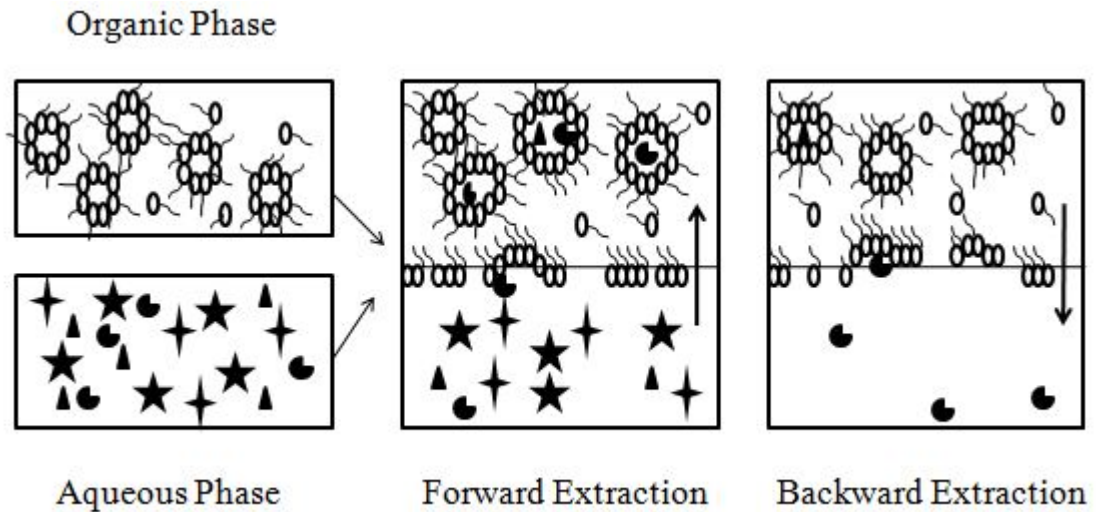 Organic Phase
Aqueous Phase
Forward Extraction
Backward Extraction